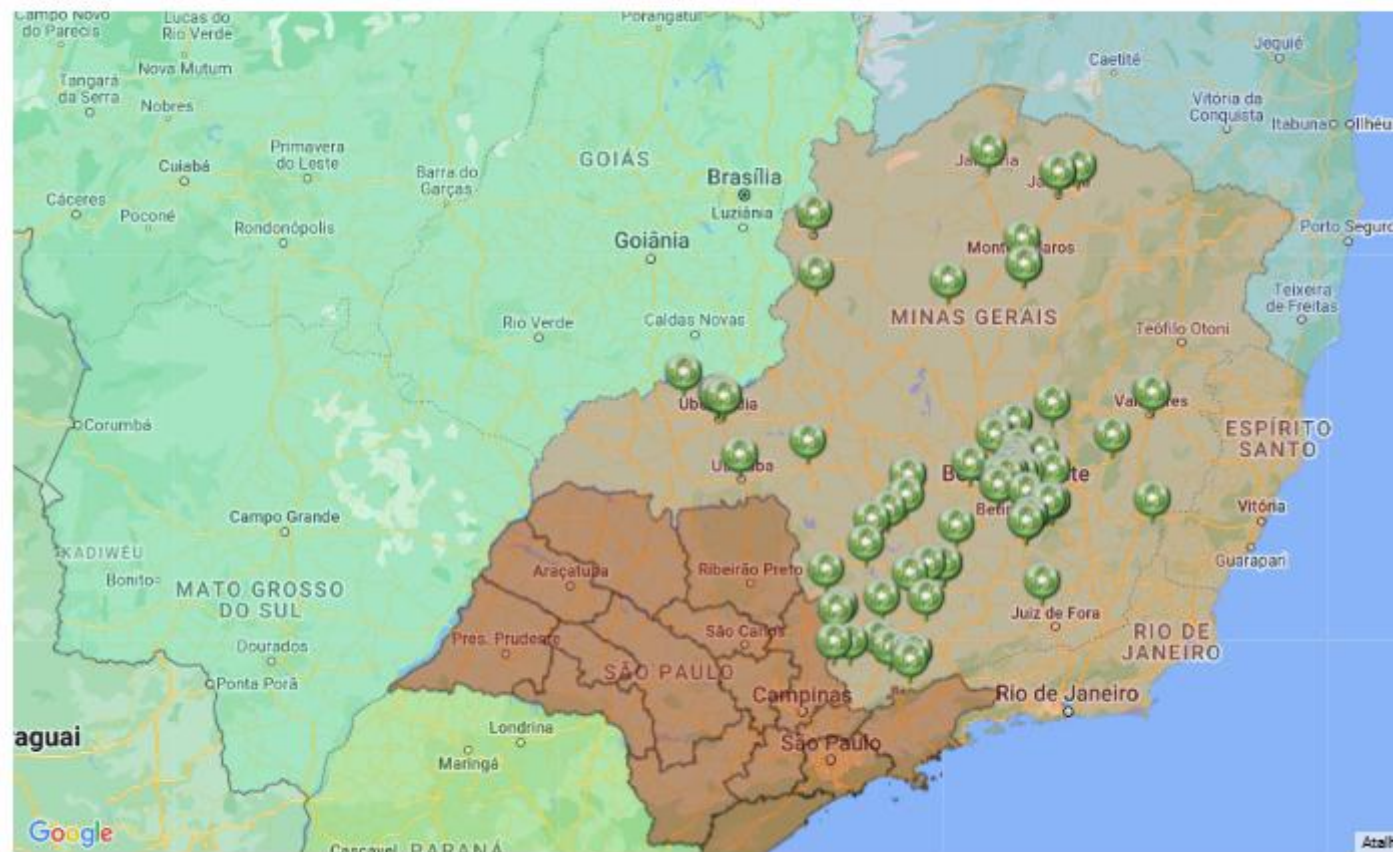 Campo Novo
do Parecis
Lucas do
Rio Verde
Porangatu
Nova Mutum
Tangará
da Serra
Nobres
Cuiabá
Primavera
do Leste
Barra do
Garças
GOIÁS
Brasília
Luziânia
Caetité
Jequié
Vitória da
Conquista
Itabuna
Ilhéu
Cáceres
Poconé
Rondonópolis
Goiânia
Porto Seguro
Rio Verde
Caldas Novas
MINAS GERAIS
Teixeira
de Freitas
Teófilo Otoni
Corumbá
ESPÍRITO
SANTO
Campo Grande
Vitória
Guarapari
KADIWÉU
Bonito
MATO GROSSO
DO SUL
Araçatuba
Ribeirão Preto
Pres. Prudente
São Carlos
Juiz de Fora
Dourados
Ponta Porã
SÃO PAULO
RIO DE
JANEIRO
Campinas
Rio de Janeiro
aguai
Londrina
Maringá
São Paulo
Google
Cascavel
PARANÁ
Atalh